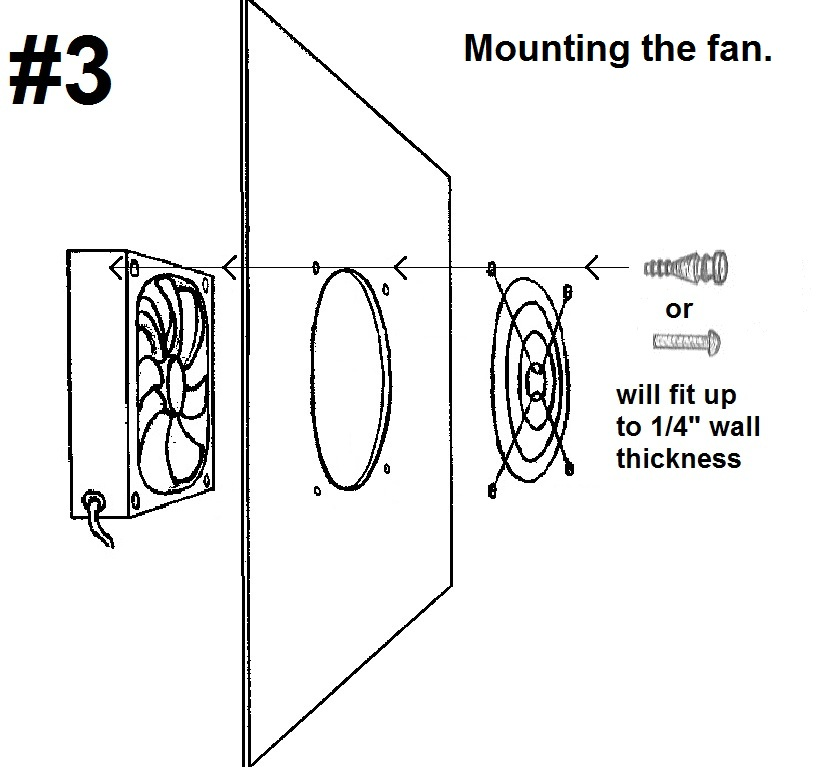 #3
Mounting the fan.
or
will fit up
to 1/4" wall
thickness